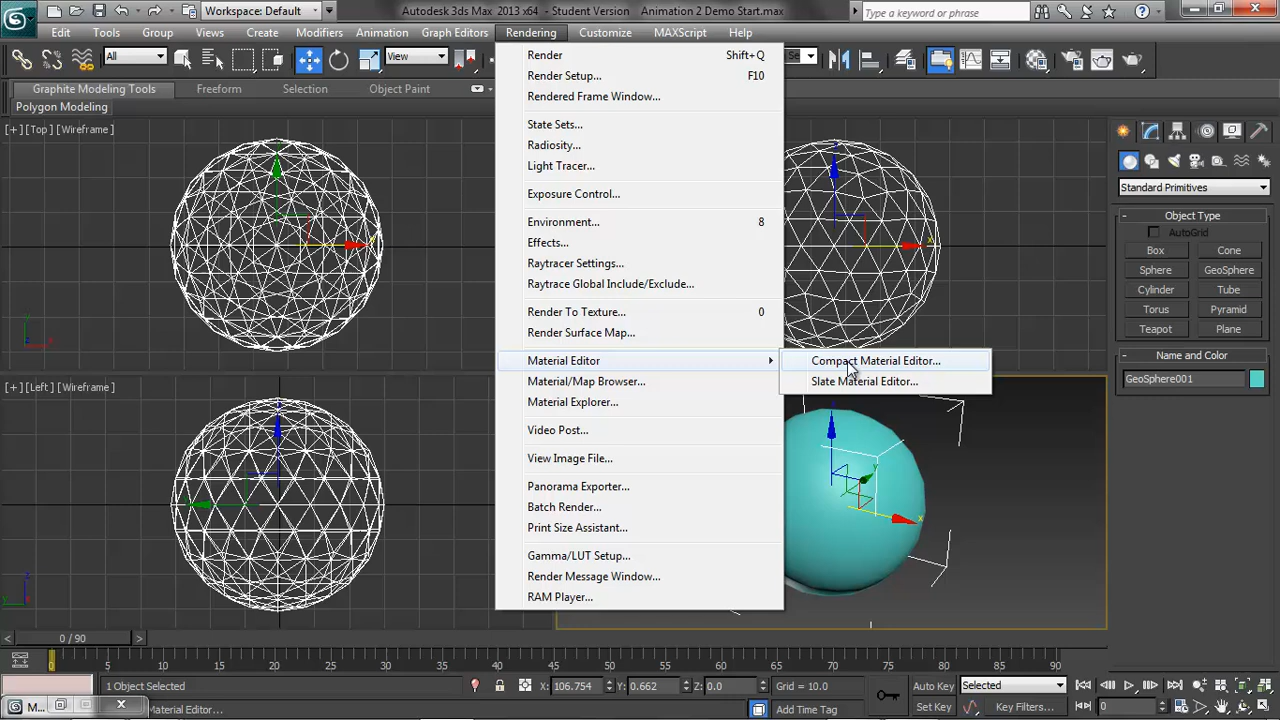 Workspace: Default
Autodesk 3ds Max 2013 x64 - Student Version Animation 2 Demo Start.max
Type a keyword or phrase
Edit Tools Group Views Create Modifiers Animation Graph Editors Rendering Customize MAXScript Help
All
View
Graphite Modeling Tools Freeform Selection Object Paint
Polygon Modeling
[+] [Top] [Wireframe]
[+] [Left] [Wireframe]
Render Shift+Q
Render Setup... F10
Rendered Frame Window...
State Sets...
Radiosity...
Light Tracer...
Exposure Control...
Environment... 8
Effects...
Raytracer Settings...
Raytrace Global Include/Exclude...
Render To Texture... 0
Render Surface Map...
Material Editor
Material/Map Browser...
Material Explorer...
Video Post...
View Image File...
Panorama Exporter...
Batch Render...
Print Size Assistant...
Gamma/LUT Setup...
Render Message Window...
RAM Player...
Compact Material Editor...
Slate Material Editor...
Standard Primitives
Object Type
AutoGrid
Box Cone
Sphere GeoSphere
Cylinder Tube
Torus Pyramid
Teapot Plane
Name and Color
GeoSphere001
0 / 90
0 5 10 15 20 25 30 35 40 45 50 55 60 65 70 75 80 85 90
1 Object Selected
X: 106.754 Y: 0.662 Z: 0.0 Grid = 10.0
Auto Key Selected
M...
Material Editor...
Add Time Tag
Set Key Key Filters...
0